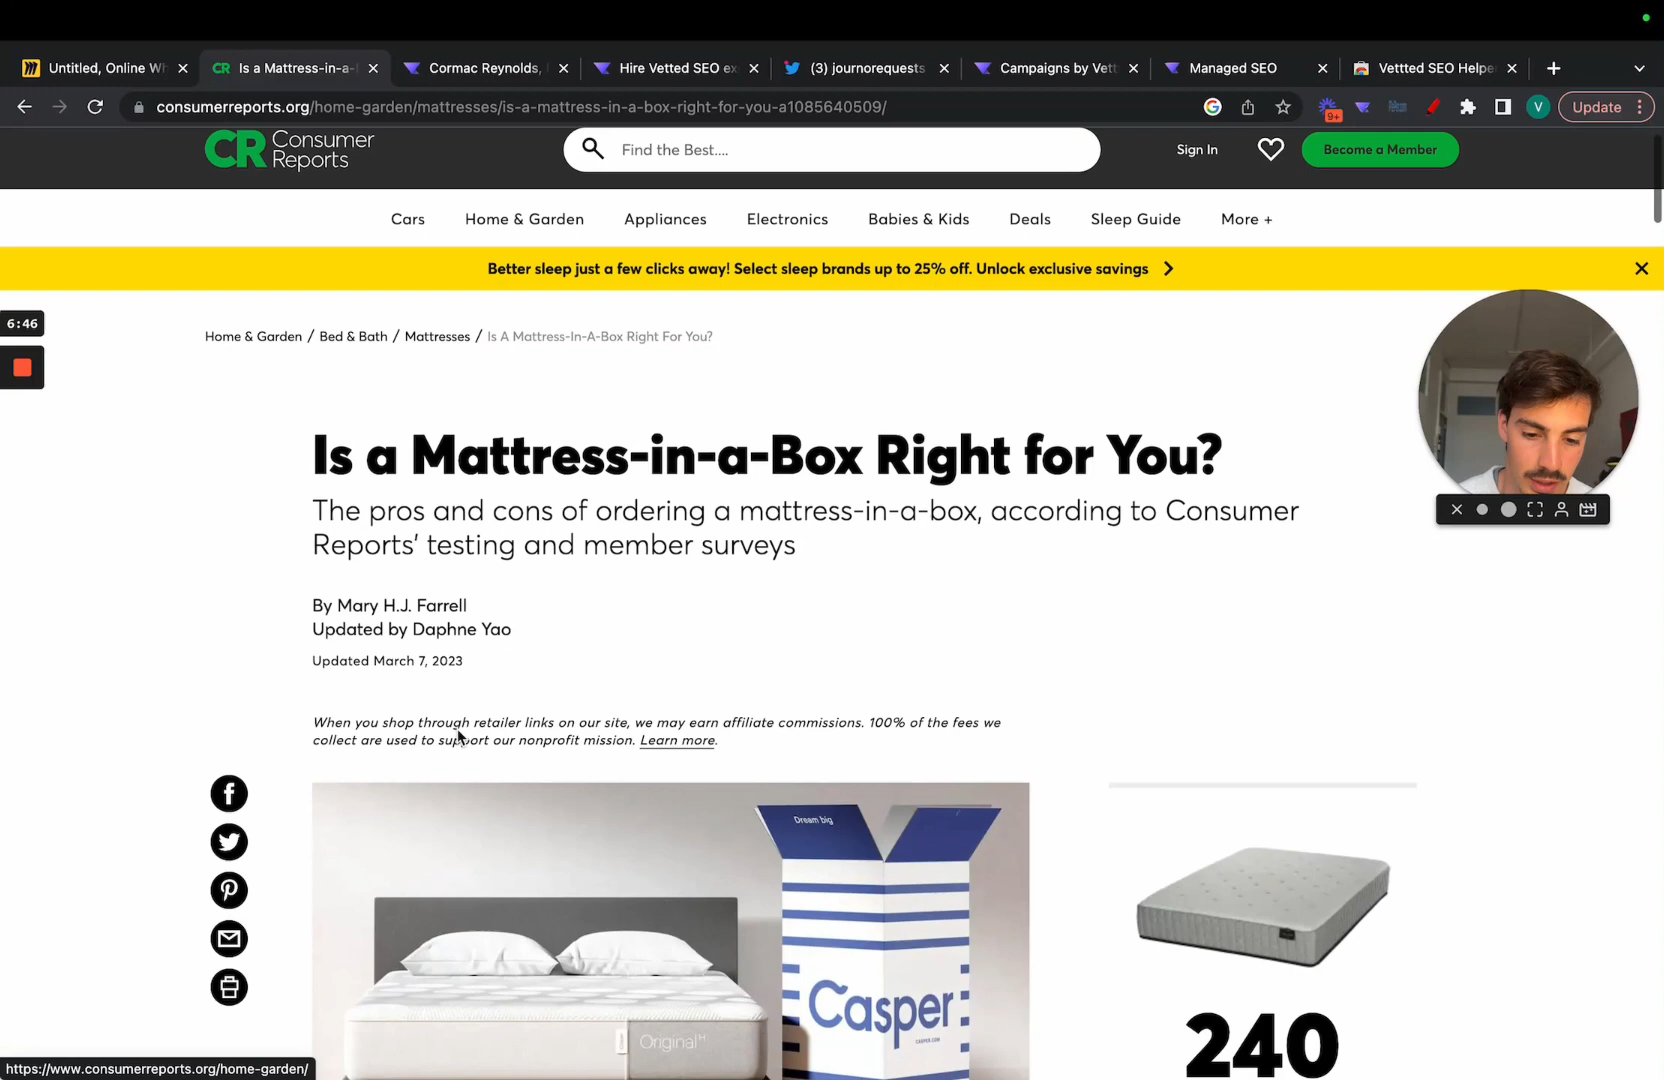 Untitled, Online Wh
Is a Mattress-in-a-
Cormac Reynolds,
Hire Vetted SEO ex
(3) journorequests
Campaigns by Vett
Managed SEO
Vettted SEO Helpe
consumerreports.org/home-garden/mattresses/is-a-mattress-in-a-box-right-for-you-a1085640509/
9+
V
Update
CR Consumer Reports
Find the Best....
Sign In
Become a Member
Cars
Home & Garden
Appliances
Electronics
Babies & Kids
Deals
Sleep Guide
More +
Better sleep just a few clicks away! Select sleep brands up to 25% off. Unlock exclusive savings
6:46
Home & Garden / Bed & Bath / Mattresses / Is A Mattress-In-A-Box Right For You?
Is a Mattress-in-a-Box Right for You?
The pros and cons of ordering a mattress-in-a-box, according to Consumer
Reports' testing and member surveys
By Mary H.J. Farrell
Updated by Daphne Yao
Updated March 7, 2023
When you shop through retailer links on our site, we may earn affiliate commissions. 100% of the fees we
collect are used to support our nonprofit mission. Learn more.
Dream big
Casper
CASPER.COM
Original
240
https://www.consumerreports.org/home-garden/